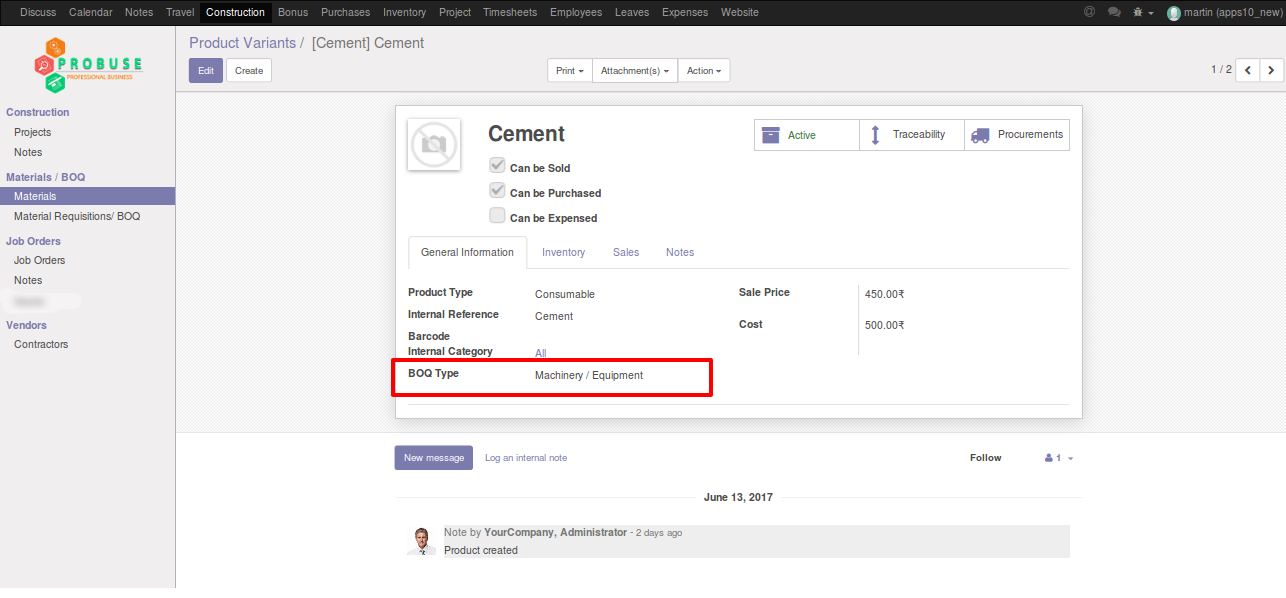 Discuss Calendar Notes Travel Construction Bonus Purchases Inventory Project Timesheets Employees Leaves Expenses Website martin (apps10_new)
PROBUSE
PROFESSIONAL BUSINESS
Construction
Projects
Notes
Materials / BOQ
Materials
Material Requisitions/ BOQ
Job Orders
Job Orders
Notes
Vendors
Contractors
Product Variants / [Cement] Cement
Edit Create Print Attachment(s) Action 1 / 2
Cement
Active Traceability Procurements
Can be Sold
Can be Purchased
Can be Expensed
General Information Inventory Sales Notes
Product Type Consumable Sale Price 450.00₹
Internal Reference Cement Cost 500.00₹
Barcode
Internal Category All
BOQ Type Machinery / Equipment
New message Log an internal note Follow 1
June 13, 2017
Note by YourCompany, Administrator - 2 days ago
Product created